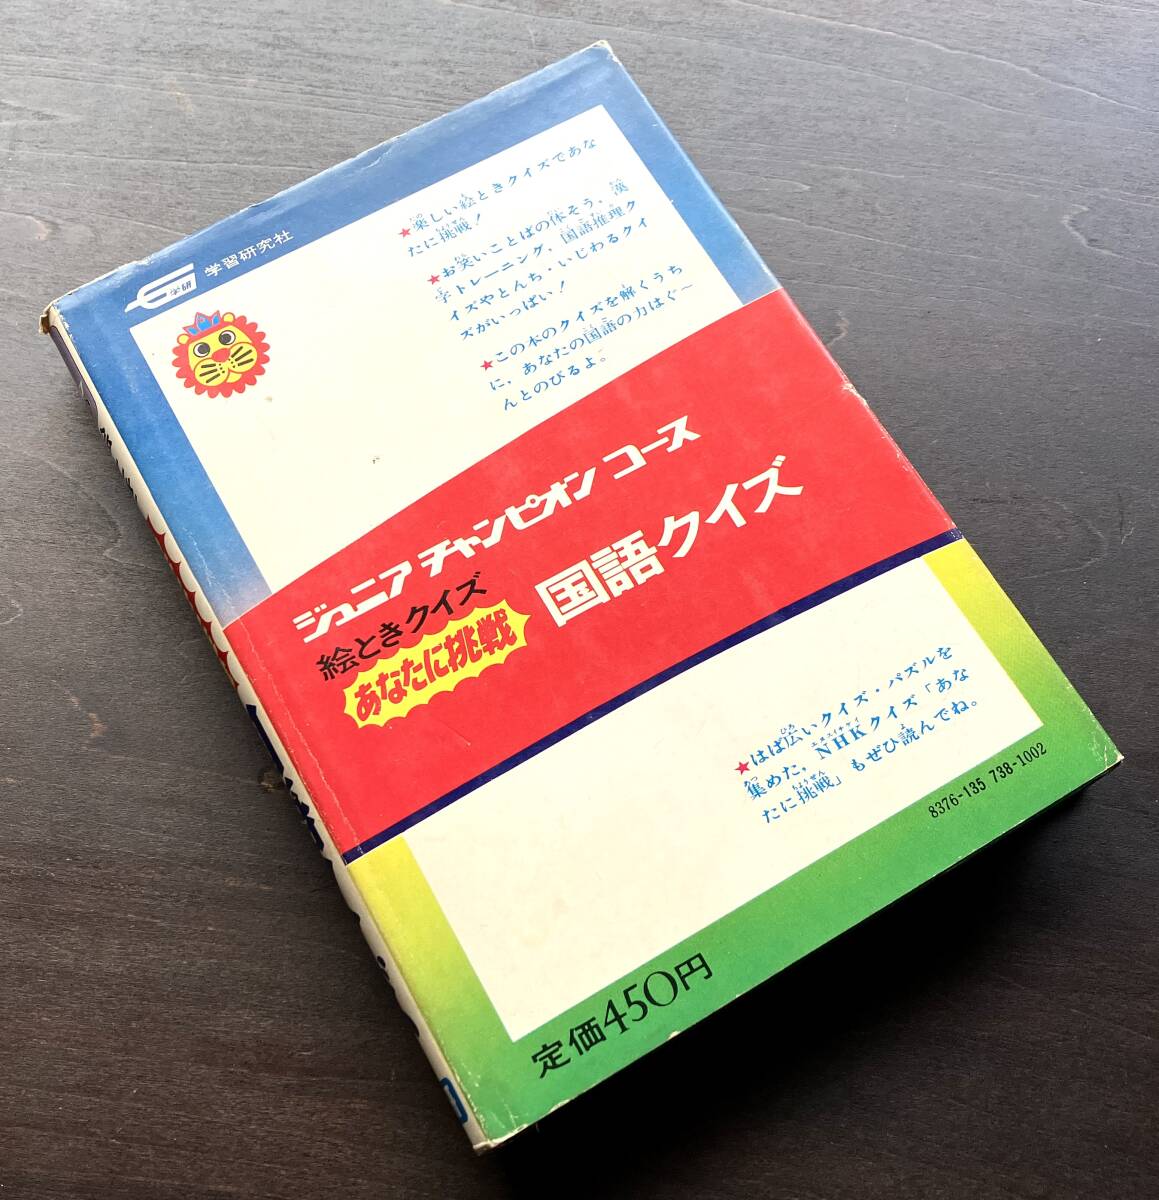 学研
学習研究社
★楽しい絵ときクイズであな
たに挑戦！
★お笑いことばの体そう，漢
字トレーニング，国語推理ク
イズやとんち・いじわるクイ
ズがいっぱい！
★この本のクイズを解くうち
に，あなたの国語の力はぐ〜
んとのびるよ。
ジュニア チャンピオン コース
絵ときクイズ
あなたに挑戦
国語クイズ
★はば広いクイズ・パズルを
集めた，NHKクイズ「あな
たに挑戦」もぜひ読んでね。
8376-135 738-1002
定価450円